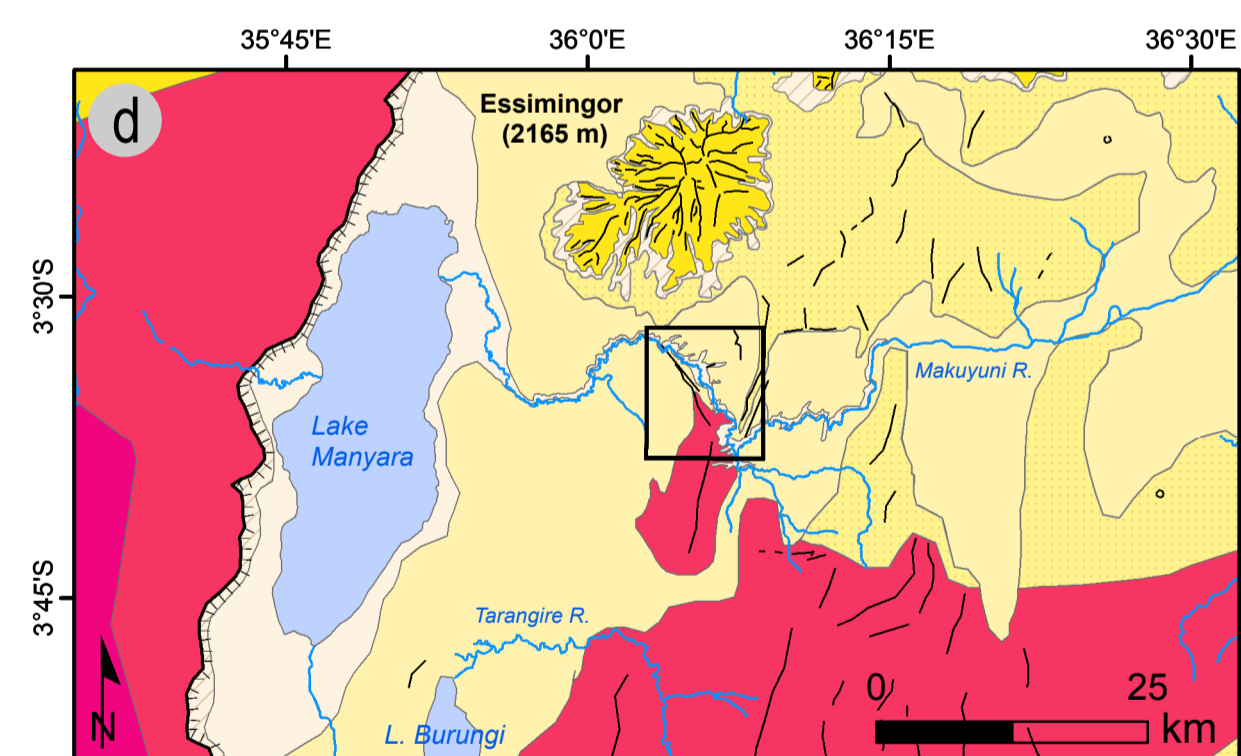 35°45'E 36°0'E 36°15'E 36°30'E
d
Essimingor
(2165 m)
3°30'S
Makuyuni R.
Lake
Manyara
3°45'S
Tarangire R.
0 25
km
N
L. Burungi